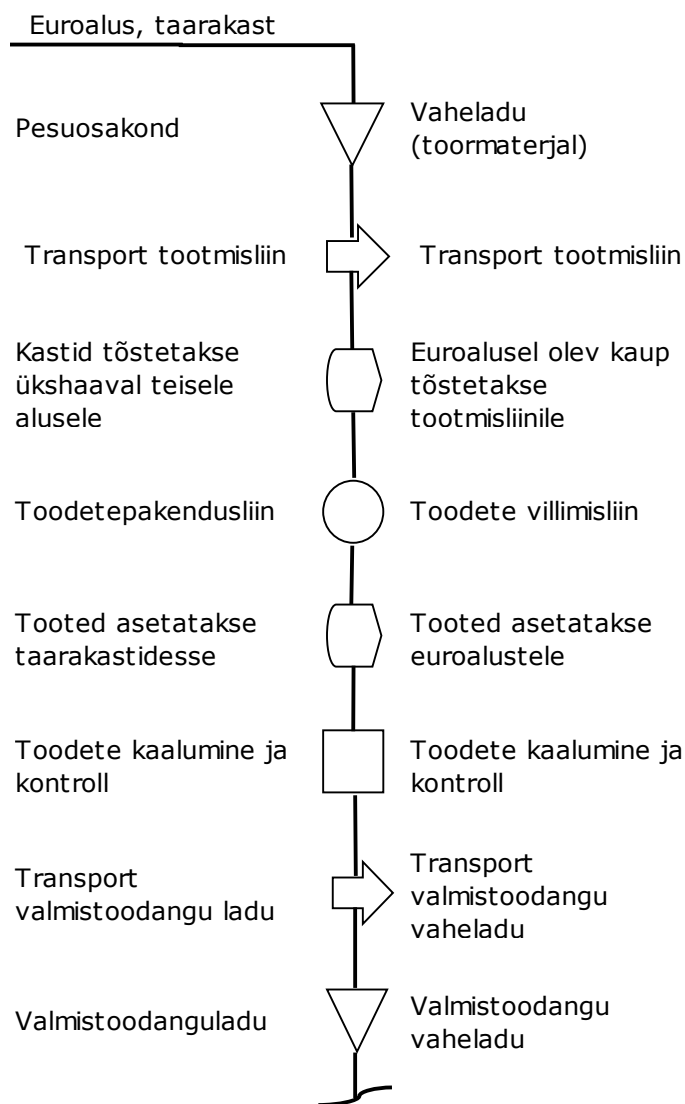 Euroalus, taarakast
Pesuosakond
Vaheladu
(toormaterjal)
Transport tootmisliin
Transport tootmisliin
Kastid tõstetakse
ükshaaval teisele
alusele
Euroalusel olev kaup
tõstetakse
tootmisliinile
Toodetepakendusliin
Toodete villimisliin
Tooted asetatakse
taarakastidesse
Tooted asetatakse
euroalustele
Toodete kaalumine ja
kontroll
Toodete kaalumine ja
kontroll
Transport
valmistoodangu ladu
Transport
valmistoodangu
vaheladu
Valmistoodanguladu
Valmistoodangu
vaheladu